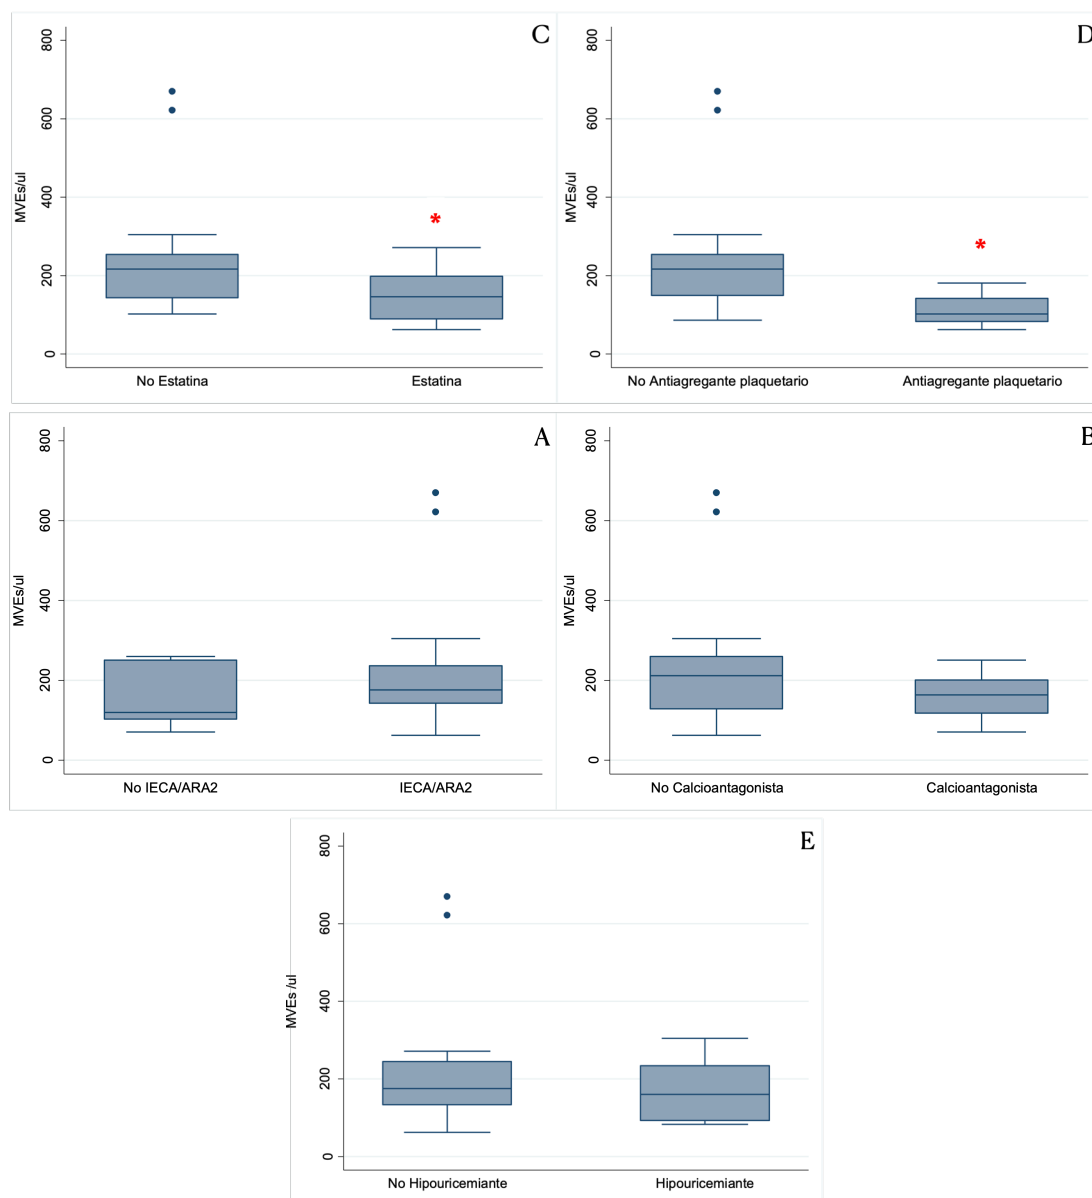 C
800
600
400
200
0
MVEs/ul
*
No Estatina
Estatina
D
800
600
400
200
0
MVEs/ul
*
No Antiagregante plaquetario
Antiagregante plaquetario
A
800
600
400
200
0
MVEs/ul
No IECA/ARA2
IECA/ARA2
B
800
600
400
200
0
MVEs/ul
No Calcioantagonista
Calcioantagonista
E
800
600
400
200
0
MVEs /ul
No Hipouricemiante
Hipouricemiante